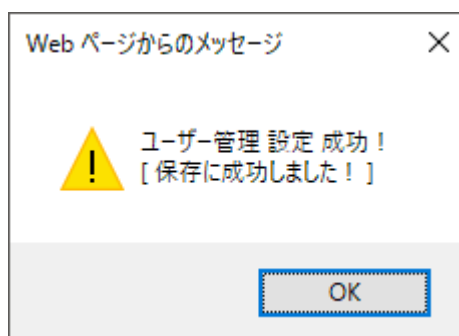 Web ページからのメッセージ
ユーザー管理 設定 成功！
[ 保存に成功しました！ ]
OK